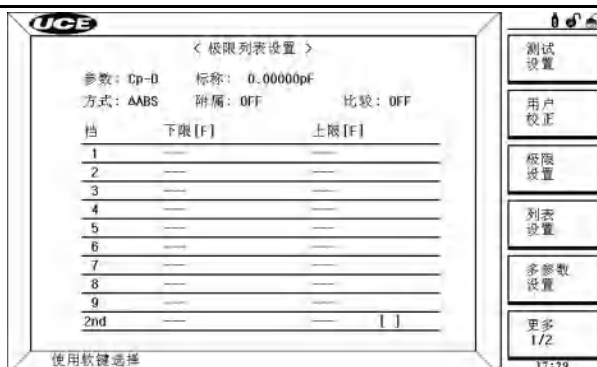 UCE
< 极限列表设置 >
参数: Cp-D 标称: 0.00000pF
方式: ΔABS 附属: OFF 比较: OFF
档 下限[F] 上限[F]
1 --- ---
2 --- ---
3 --- ---
4 --- ---
5 --- ---
6 --- ---
7 --- ---
8 --- ---
9 --- ---
2nd --- --- [ ]
使用软键选择
测试
设置
用户
校正
极限
设置
列表
设置
多参数
设置
更多
1/2
17:29